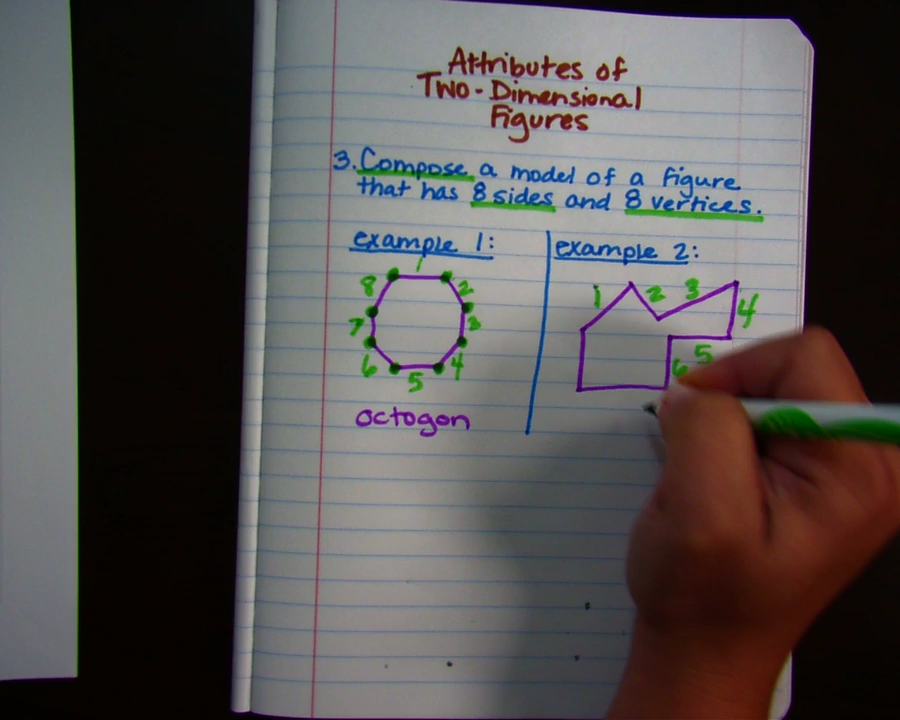 Attributes of
Two-Dimensional
Figures
3. Compose a model of a figure
that has 8 sides and 8 vertices.
example 1:
example 2:
1
8
2
7
3
6
4
5
octogon
1
2
3
4
5
6